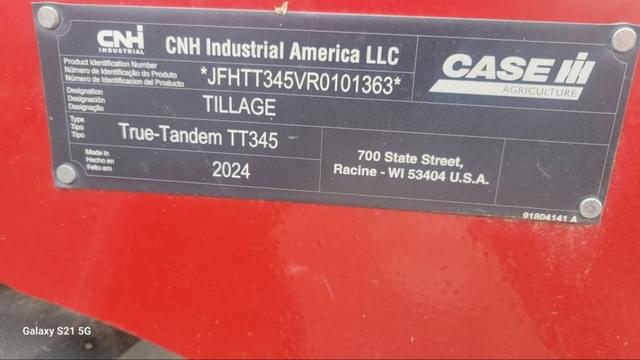 CNH
INDUSTRIAL
CNH Industrial America LLC
Product Identification Number
Número de Identificação do Produto
Número de Identificacion del Producto
*JFHTT345VR0101363*
CASE IH
AGRICULTURE
Designation
Designación
Designação
TILLAGE
Type
Tipo
Tipo
True-Tandem TT345
Made in
Hecho en
Feito em
2024
700 State Street,
Racine - WI 53404 U.S.A.
91804141 A
Galaxy S21 5G